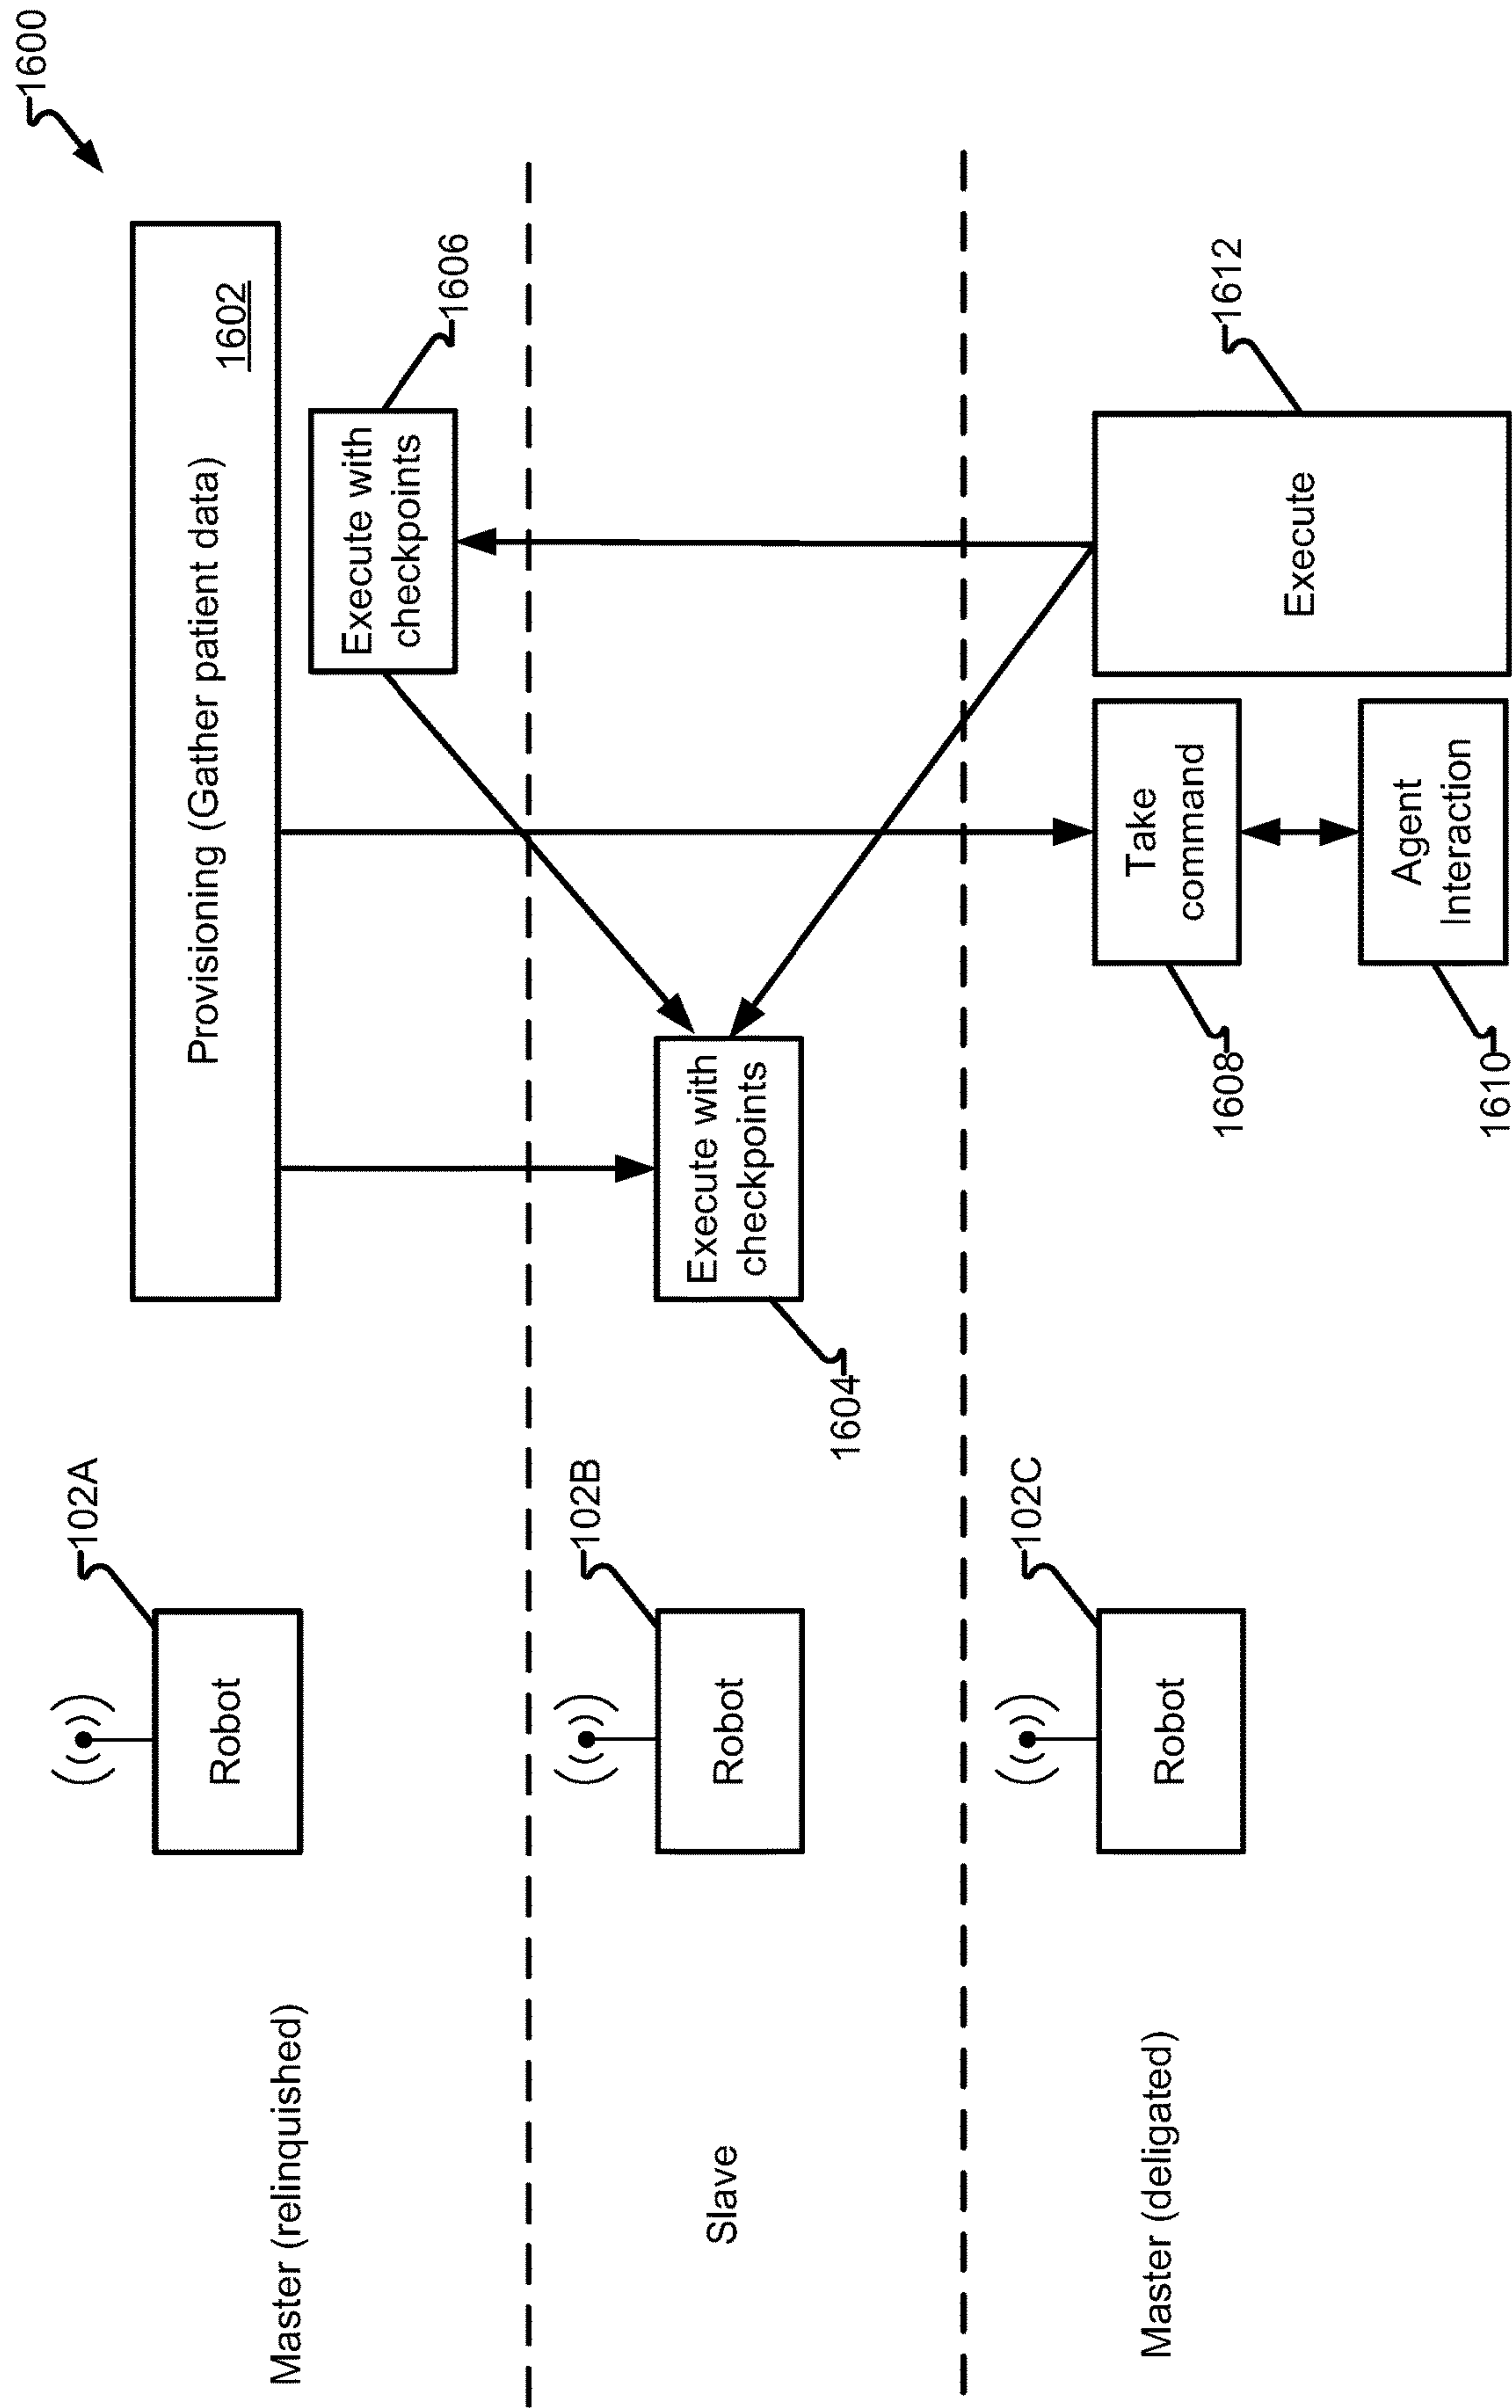 1600
Provisioning (Gather patient data)
1602
Execute with
checkpoints
1606
102A
Robot
Master (relinquished)
Execute with
checkpoints
1604
102B
Robot
Slave
Execute
1612
Take
command
1608
Agent
Interaction
1610
102C
Robot
Master (deligated)